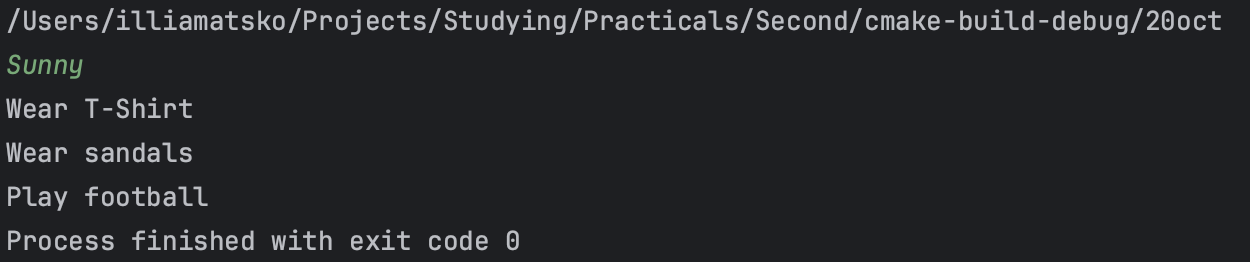 /Users/illiamatsko/Projects/Studying/Practicals/Second/cmake-build-debug/20oct
Sunny
Wear T-Shirt
Wear sandals
Play football
Process finished with exit code 0